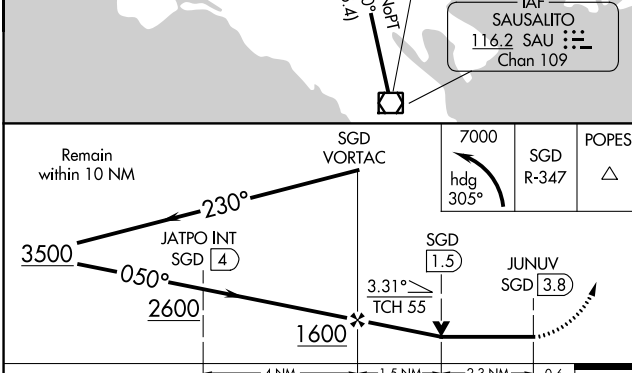 IAF
SAUSALITO
116.2 SAU
Chan 109
NoPT
Remain
within 10 NM
SGD
VORTAC
7000
hdg
305°
SGD
R-347
POPES
230°
3500
JATPO INT
SGD 4
050°
2600
1600
3.31°
TCH 55
SGD
1.5
JUNUV
SGD 3.8
4 NM
1.5 NM
2.3 NM
0.6